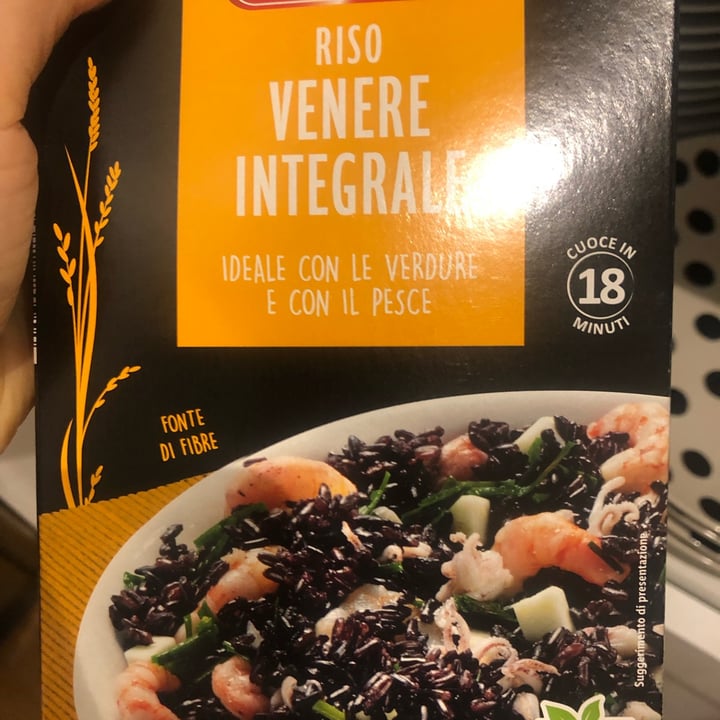 RISO
VENERE
INTEGRALE
IDEALE CON LE VERDURE
E CON IL PESCE
CUOCE IN
18
MINUTI
FONTE
DI FIBRE
Suggerimento di presentazione